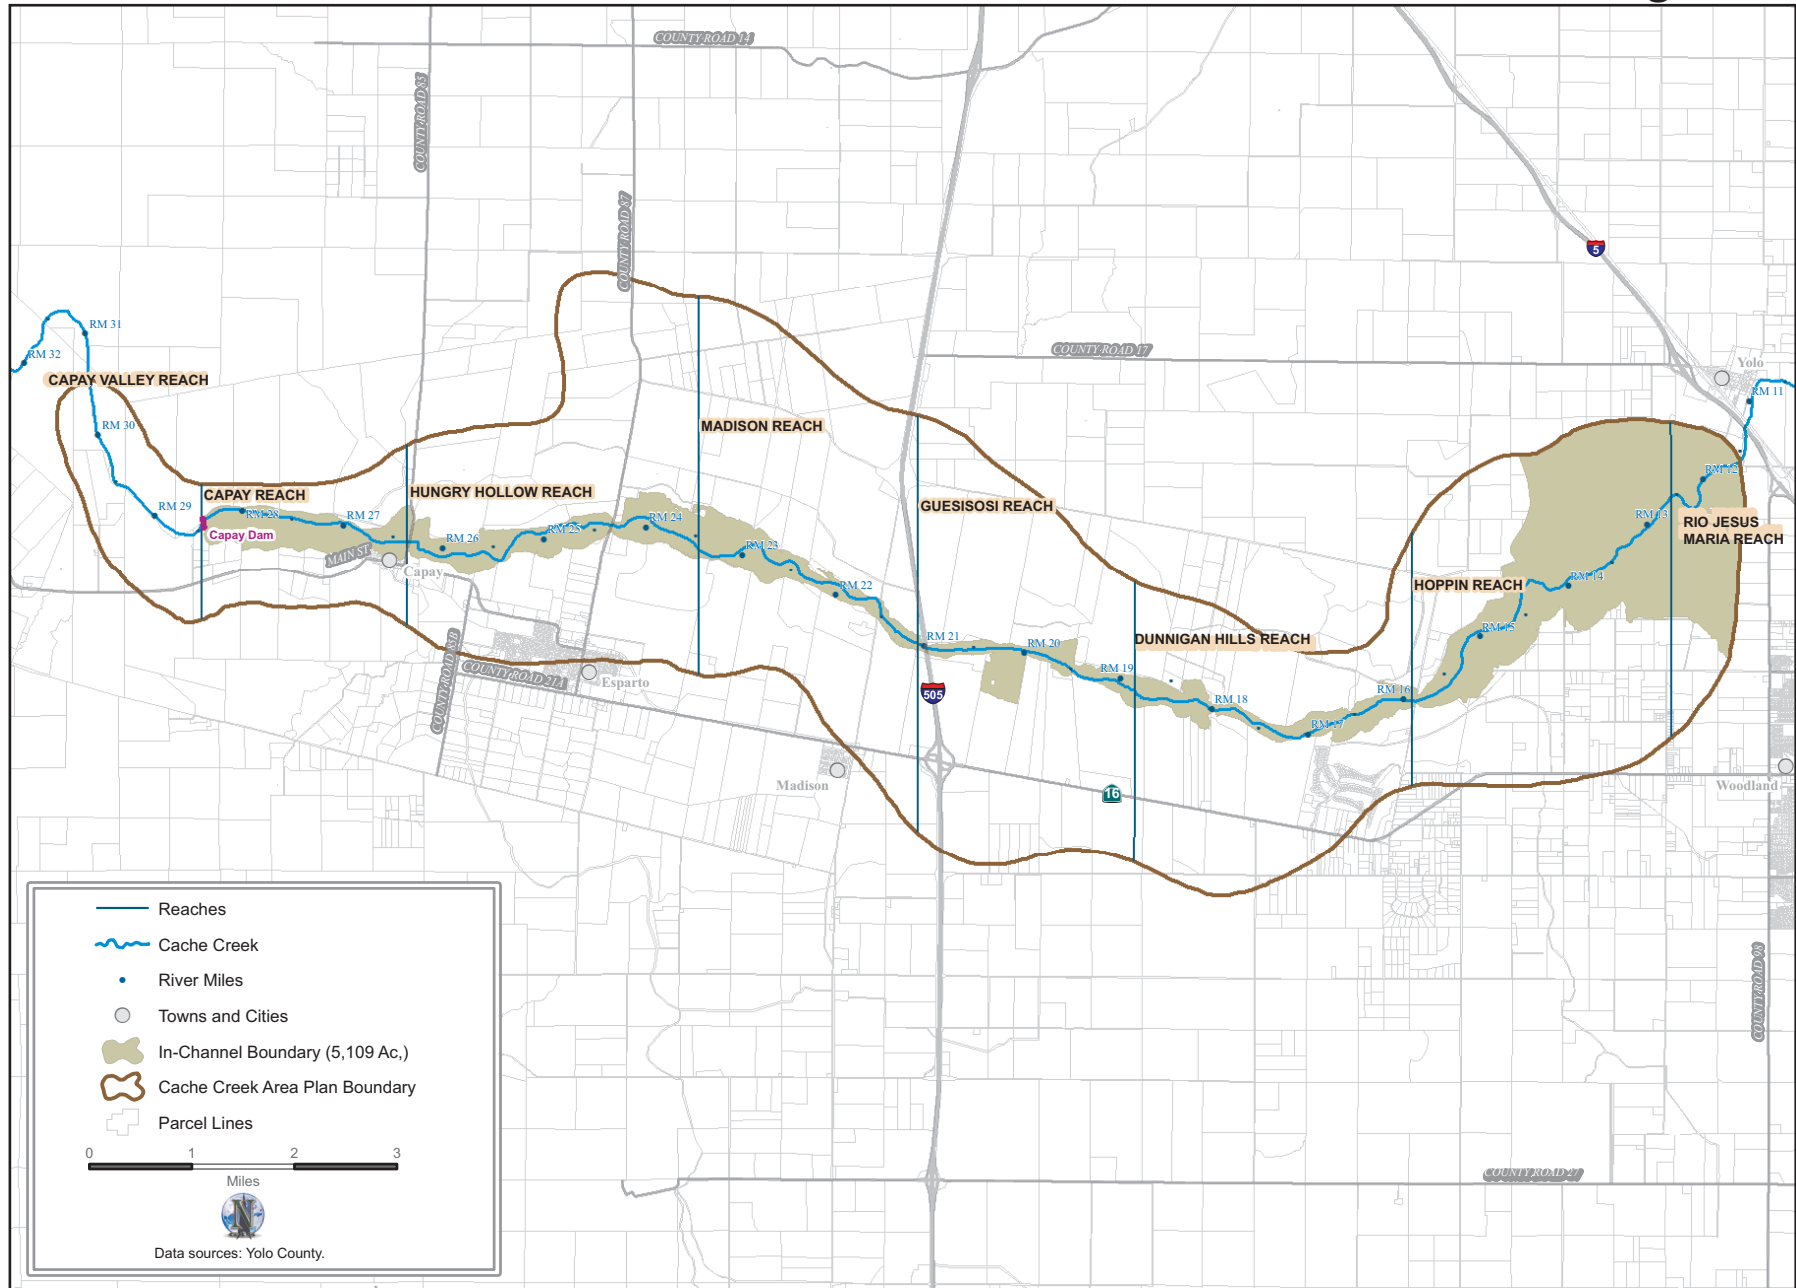 COUNTY ROAD 14
COUNTY ROAD 85
COUNTY ROAD 87
5
RM 31
RM 32
CAPAY VALLEY REACH
COUNTY ROAD 17
Yolo
RM 11
RM 30
MADISON REACH
RM 12
RM 29
CAPAY REACH
HUNGRY HOLLOW REACH
GUESISOSI REACH
RM 28
RM 27
Capay Dam
RM 26
RM 25
RM 24
RM 23
RM 13
RIO JESUS
MARIA REACH
MAIN ST
Capay
RM 22
HOPPIN REACH
RM 14
RM 21
RM 20
RM 15
DUNNIGAN HILLS REACH
COUNTY ROAD 85B
COUNTY ROAD 21A
Esparto
505
RM 19
RM 18
RM 16
RM 17
Madison
16
Woodland
COUNTY ROAD 98
COUNTY ROAD 27
Reaches
Cache Creek
River Miles
Towns and Cities
In-Channel Boundary (5,109 Ac,)
Cache Creek Area Plan Boundary
Parcel Lines
0 1 2 3
Miles
N
Data sources: Yolo County.